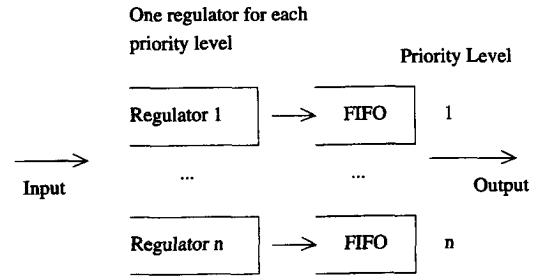 One regulator for each
priority level
Priority Level
Regulator 1
FIFO
1
Input
...
...
Output
Regulator n
FIFO
n